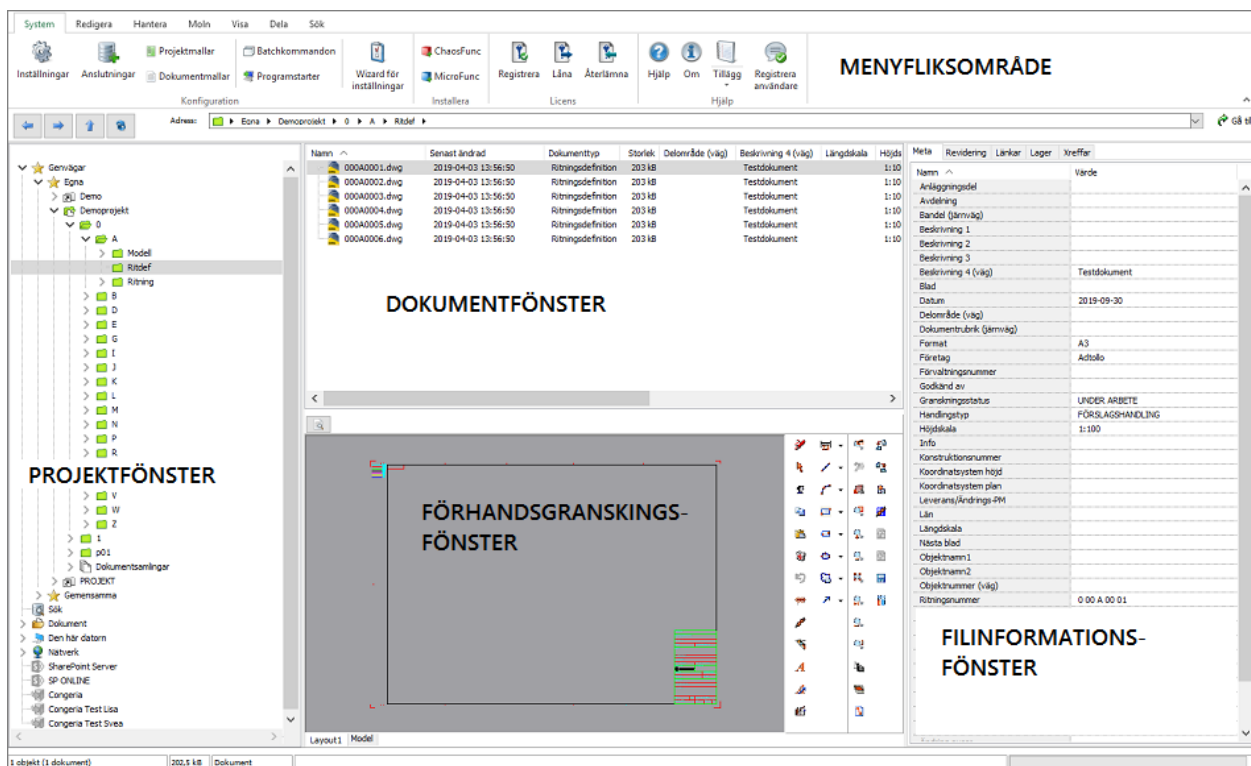 System Redigera Hantera Moln Visa Dela Sök
Inställningar Anslutningar Projektmallar Dokumentmallar Batchkommandon Programstarter Wizard för inställningar
ChaosFunc MicroFunc Registrera Låna Återlämna Hjälp Om Tillägg Registrera användare
MENYFLIKSOMRÅDE
Konfiguration Installera Licens Hjälp
Adress: Egna Demoprojekt 0 A Ritdef Gå til
Genvägar
Egna
Demo
Demoprojekt
0
A
Modell
Ritdef
Ritning
B
D
E
G
I
J
K
L
M
N
P
R
PROJEKTFÖNSTER
V
W
Z
1
p01
Dokumentsamlingar
PROJEKT
Gemensamma
Sök
Dokument
Den här datorn
Nätverk
SharePoint Server
SP ONLINE
Congeria
Congeria Test Lisa
Congeria Test Svea
Namn Senast ändrad Dokumenttyp Storlek Delområde (väg) Beskrivning 4 (väg) Längdskala Höjds
000A0001.dwg 2019-04-03 13:56:50 Ritningsdefinition 203 kB Testdokument 1:10
000A0002.dwg 2019-04-03 13:56:50 Ritningsdefinition 203 kB Testdokument 1:10
000A0003.dwg 2019-04-03 13:56:50 Ritningsdefinition 203 kB Testdokument 1:10
000A0004.dwg 2019-04-03 13:56:50 Ritningsdefinition 203 kB Testdokument 1:10
000A0005.dwg 2019-04-03 13:56:50 Ritningsdefinition 203 kB Testdokument 1:10
000A0006.dwg 2019-04-03 13:56:50 Ritningsdefinition 203 kB Testdokument 1:10
DOKUMENTFÖNSTER
FÖRHANDSGRANSKINGS-
FÖNSTER
Layout1 Model
Meta Revidering Länkar Lager Xreffar
Namn Värde
Anläggningsdel
Avdelning
Bandel (järnväg)
Beskrivning 1
Beskrivning 2
Beskrivning 3
Beskrivning 4 (väg) Testdokument
Blad
Datum 2019-09-30
Delområde (väg)
Dokumentrubrik (järnväg)
Format A3
Företag Adtollo
Förvaltningsnummer
Godkänd av
Granskningsstatus UNDER ARBETE
Handlingstyp FÖRSLAGSHANDLING
Höjdskala 1:100
Info
Konstruktionsnummer
Koordinatsystem höjd
Koordinatsystem plan
Leverans/Ändrings-PM
Län
Längdskala
Nästa blad
Objektnamn1
Objektnamn2
Objektnummer (väg)
Ritningsnummer 0 00 A 00 01
FILINFORMATIONS-
FÖNSTER
1 objekt (1 dokument) 202,5 kB Dokument